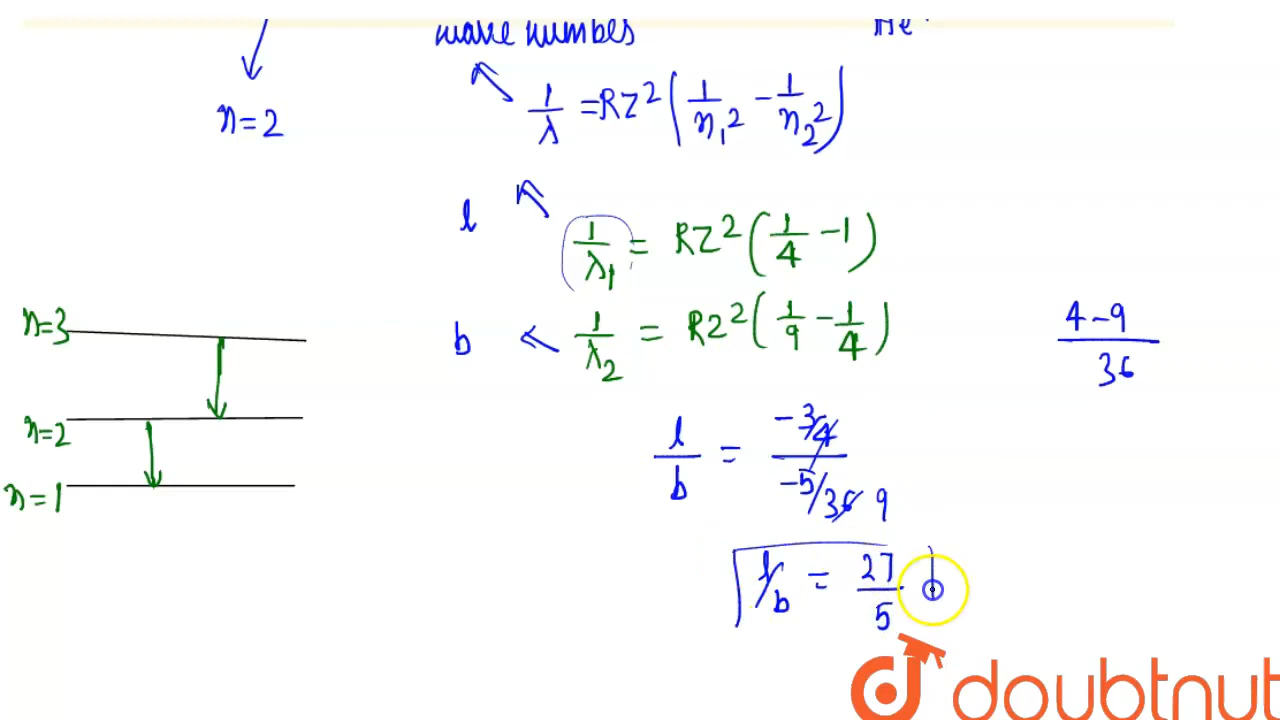 wave number
He+
n=2
1/λ = RZ² (1/n₁² − 1/n₂²)
l
1/λ₁ = RZ² (1/4 − 1)
n=3
b
1/λ₂ = RZ² (1/9 − 1/4)
4−9/36
n=2
l/b = −3/4 / −5/36 9
n=1
l/b = 27/5
doubtnut